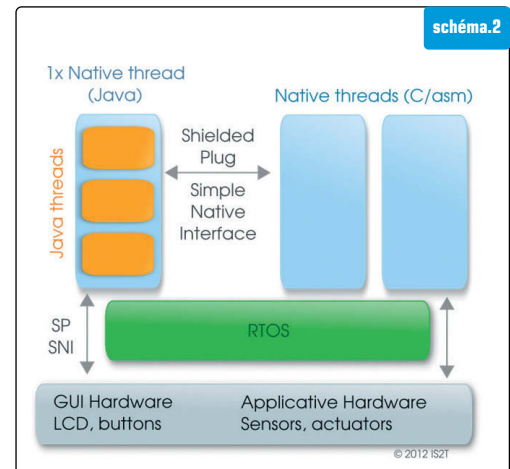 schéma.2
1x Native thread
(Java)
Native threads (C/asm)
Java threads
Shielded
Plug
Simple
Native
Interface
SP
SNI
RTOS
GUI Hardware
LCD, buttons
Applicative Hardware
Sensors, actuators
© 2012 IS2T